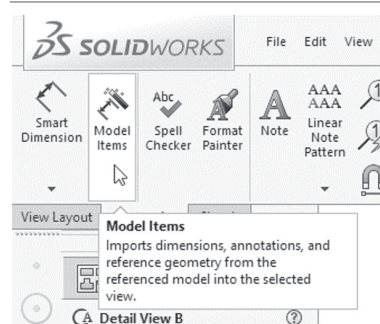 DS SOLIDWORKS
File Edit View
Smart Dimension
Model Items
Abc
Spell Checker
Format Painter
A
Note
AAA
AAA
Linear Note Pattern
View Layout
Model Items
Imports dimensions, annotations, and
reference geometry from the
referenced model into the selected
view.
A Detail View B
?